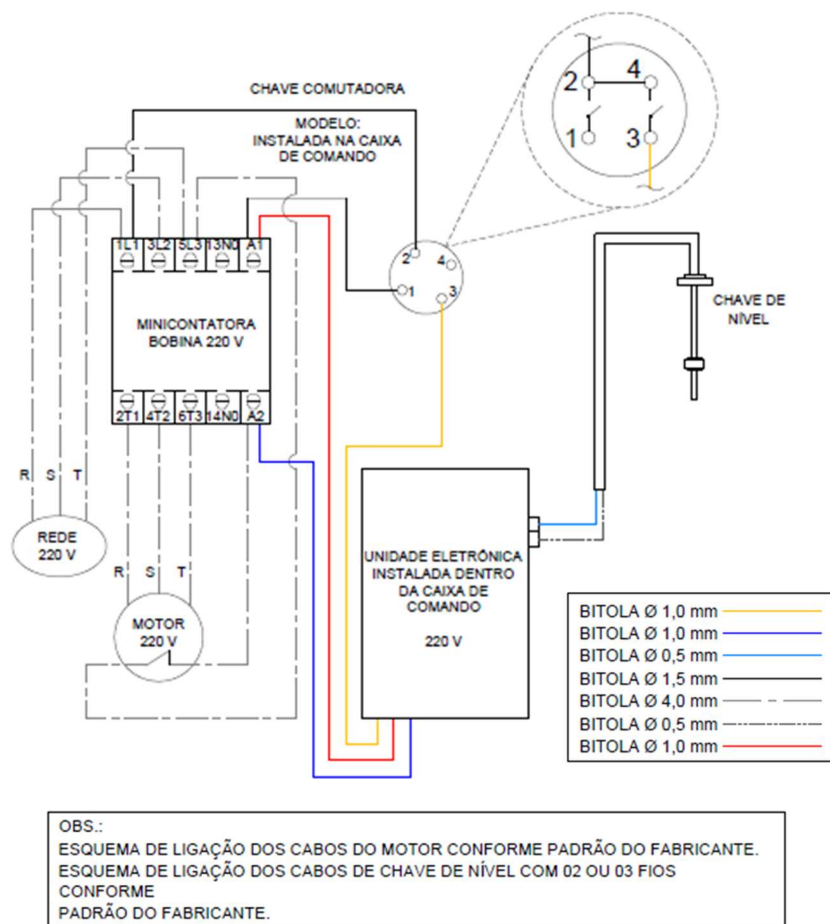 CHAVE COMUTADORA
MODELO:
INSTALADA NA CAIXA
DE COMANDO
2 4
1 3
1L1 3L2 5L3 13N0 A1
2 4
1 3
MINICONTATORA
BOBINA 220 V
2T1 4T2 6T3 14N0 A2
CHAVE DE
NÍVEL
R S T
REDE
220 V
R S T
MOTOR
220 V
UNIDADE ELETRÔNICA
INSTALADA DENTRO
DA CAIXA DE
COMANDO
220 V
BITOLA Ø 1,0 mm
BITOLA Ø 1,0 mm
BITOLA Ø 0,5 mm
BITOLA Ø 1,5 mm
BITOLA Ø 4,0 mm
BITOLA Ø 0,5 mm
BITOLA Ø 1,0 mm
OBS.:
ESQUEMA DE LIGAÇÃO DOS CABOS DO MOTOR CONFORME PADRÃO DO FABRICANTE.
ESQUEMA DE LIGAÇÃO DOS CABOS DE CHAVE DE NÍVEL COM 02 OU 03 FIOS
CONFORME
PADRÃO DO FABRICANTE.